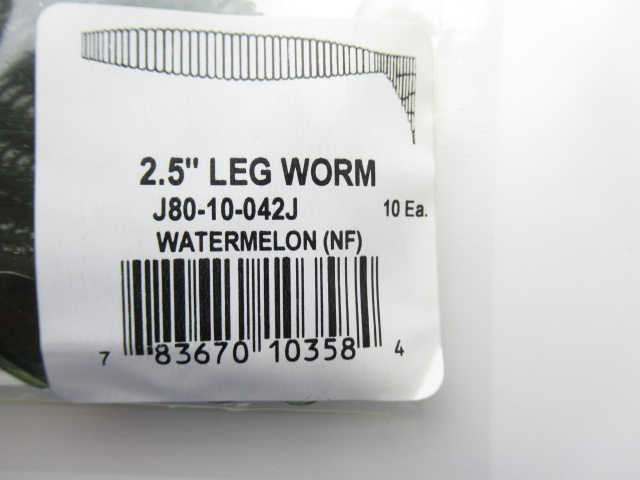 2.5" LEG WORM
J80-10-042J 10 Ea.
WATERMELON (NF)
7 83670 10358 4